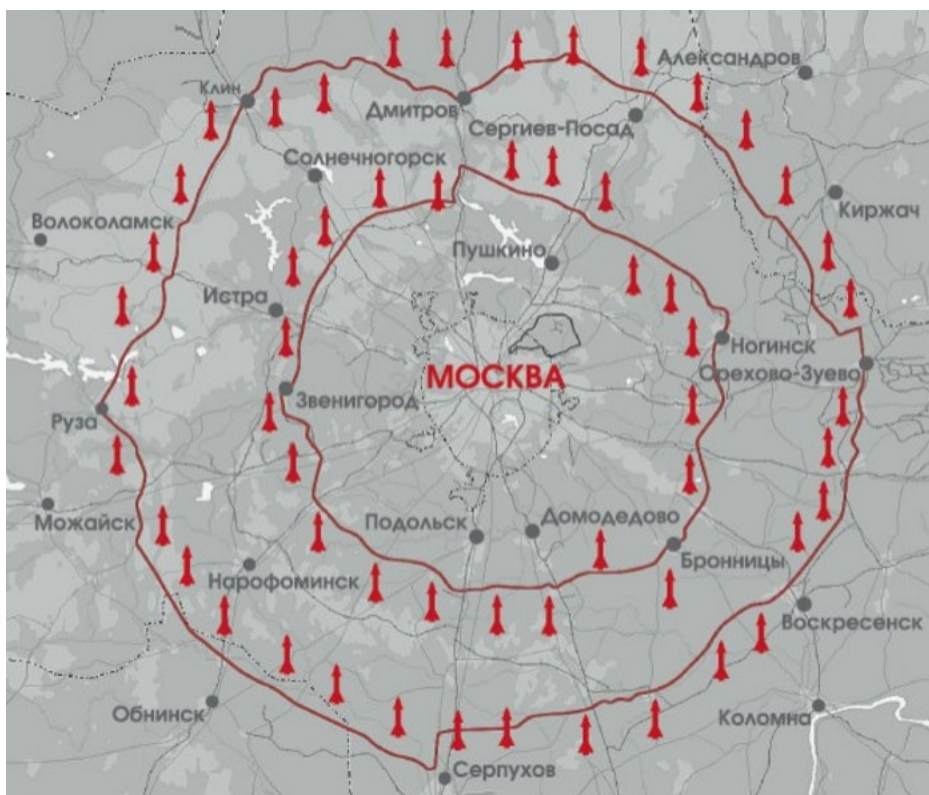 Александров
Клин
Дмитров
Сергиев-Посад
Солнечногорск
Киржач
Волоколамск
Пушкино
Истра
Ногинск
МОСКВА
Орехово-Зуево
Звенигород
Руза
Можайск
Подольск
Домодедово
Бронницы
Нарофоминск
Воскресенск
Обнинск
Коломна
Серпухов